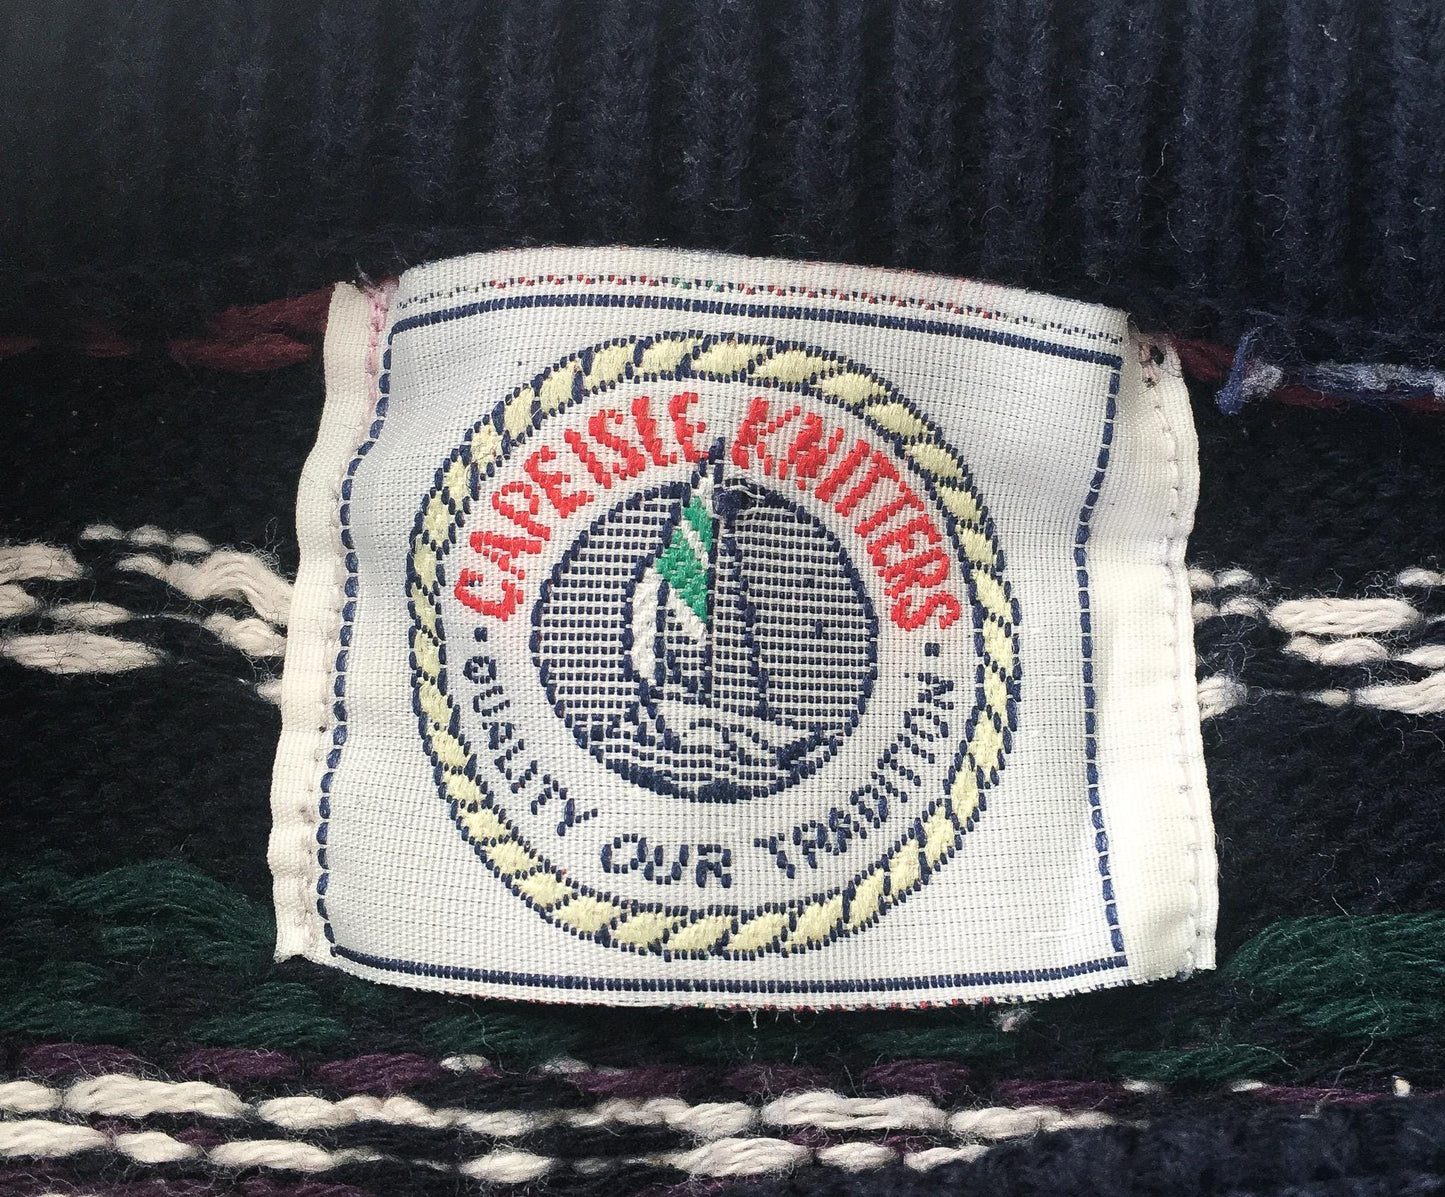 CAPE ISLE KNITTERS
• QUALITY OUR TRADITION •